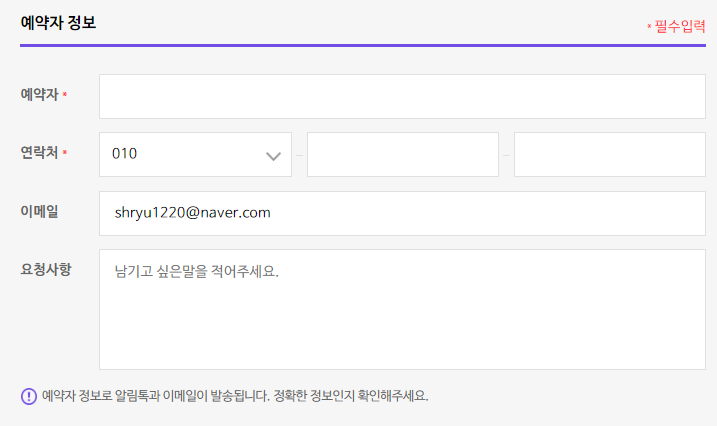 예약자 정보
* 필수입력
예약자 *
연락처 * 010 – –
이메일 shryu1220@naver.com
요청사항 남기고 싶은말을 적어주세요.
예약자 정보로 알림톡과 이메일이 발송됩니다. 정확한 정보인지 확인해주세요.